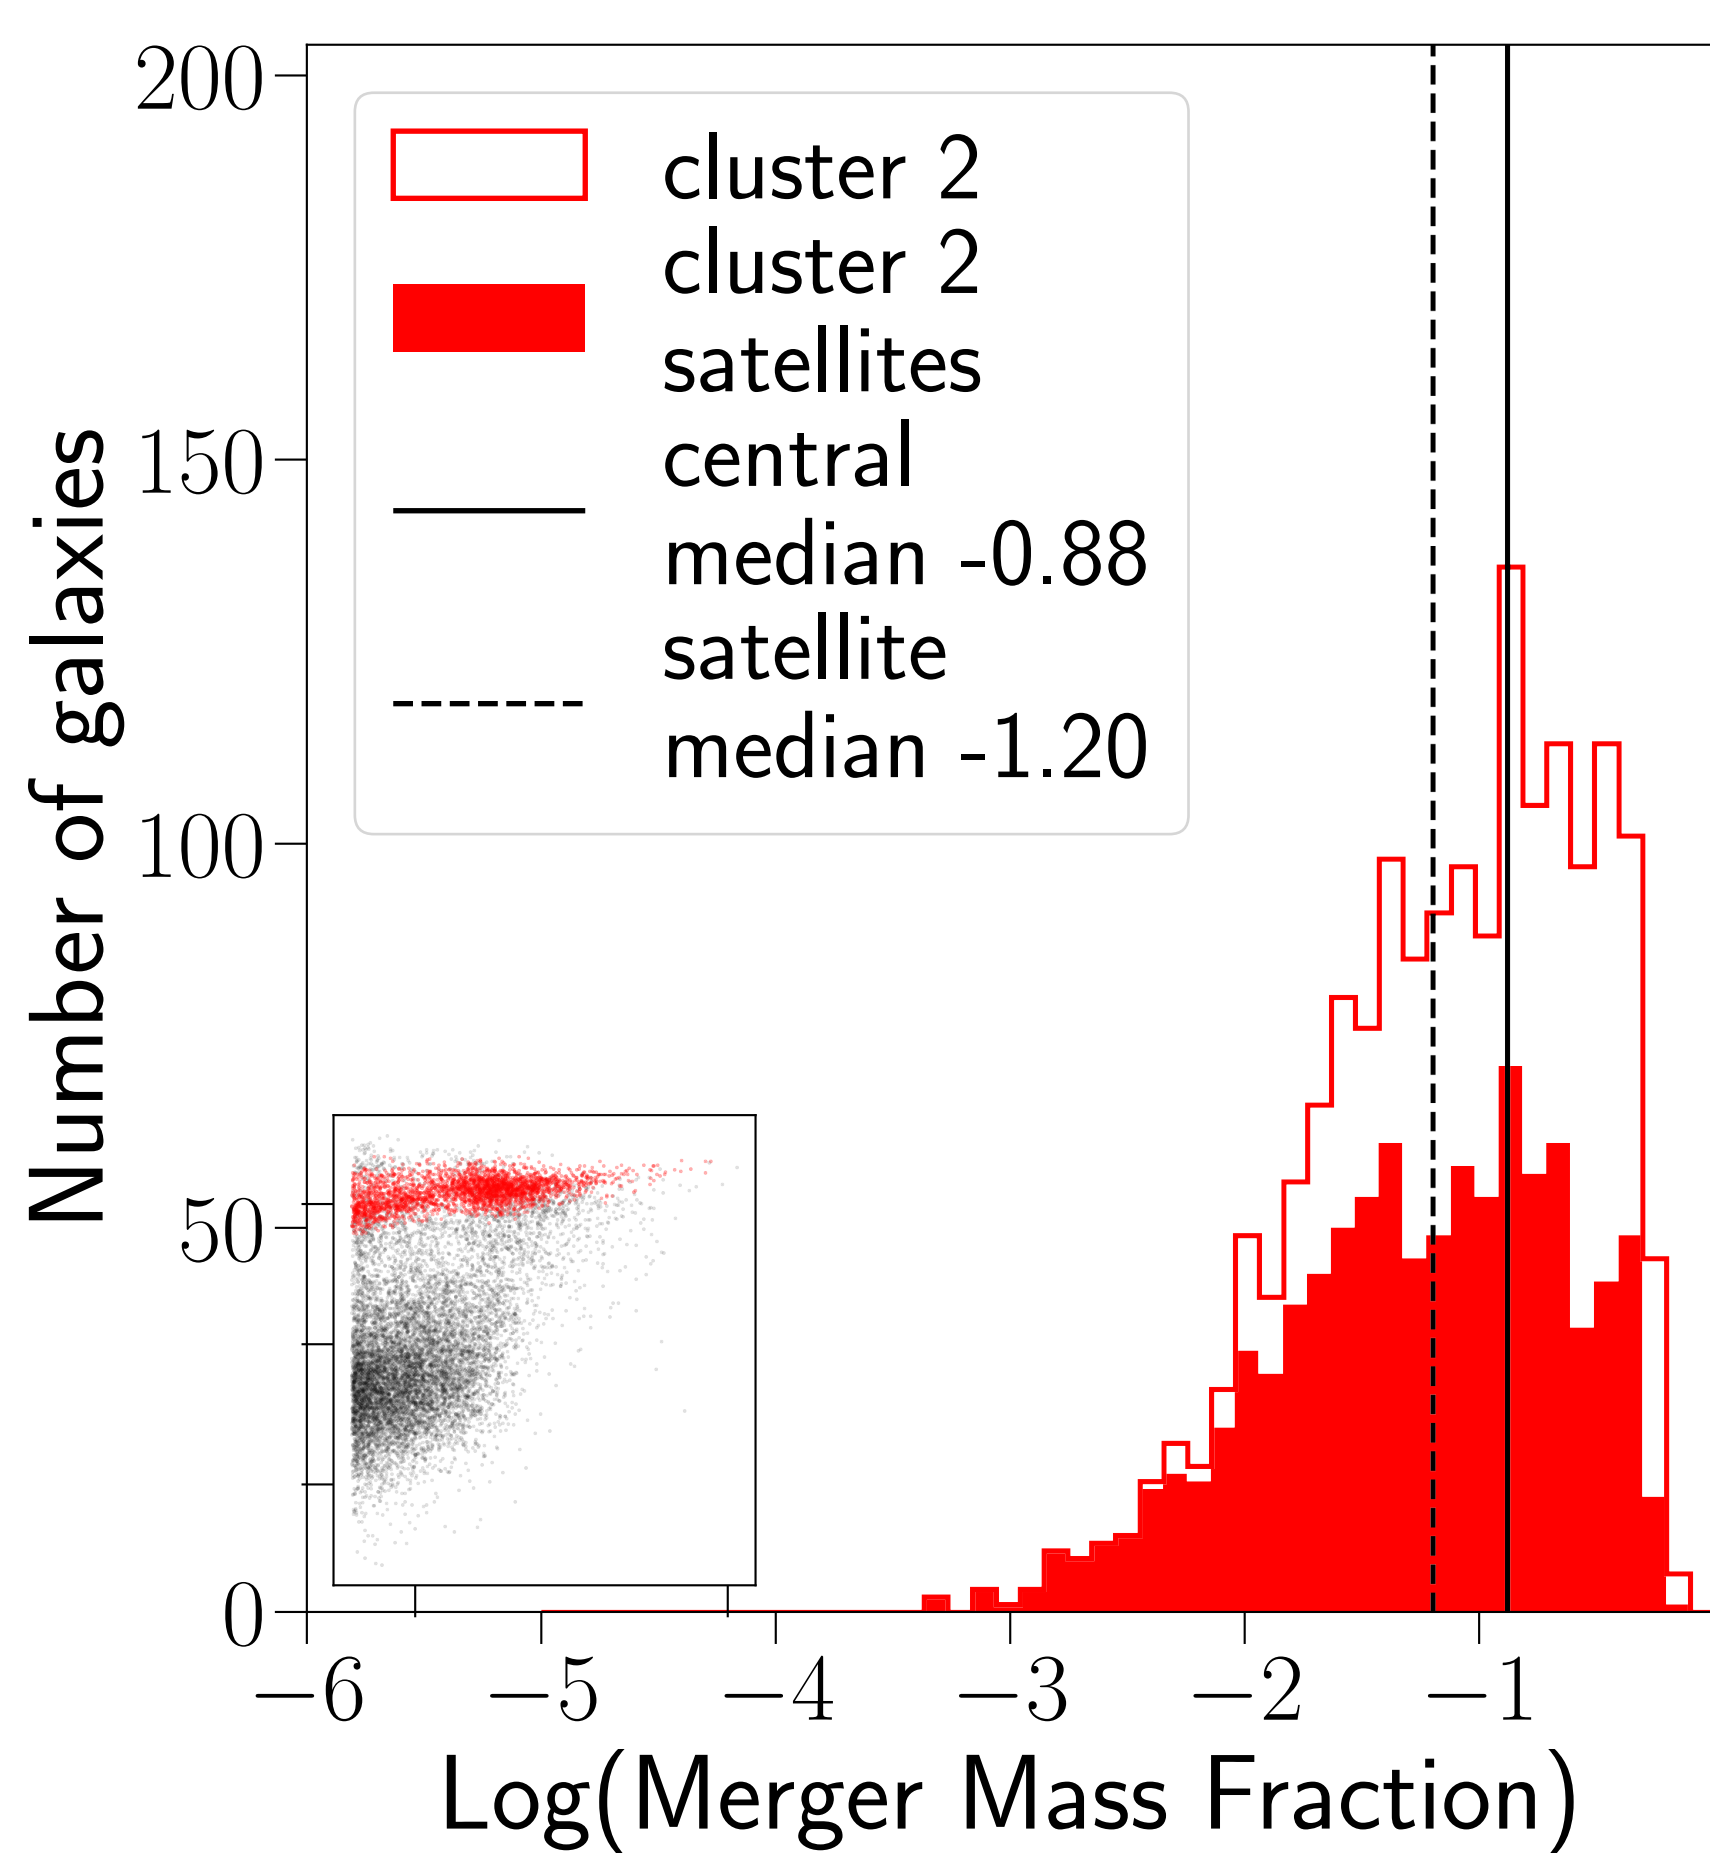 200
150
100
50
0
Number of galaxies
cluster 2
cluster 2
satellites
central
median -0.88
satellite
median -1.20
−6
−5
−4
−3
−2
−1
Log(Merger Mass Fraction)